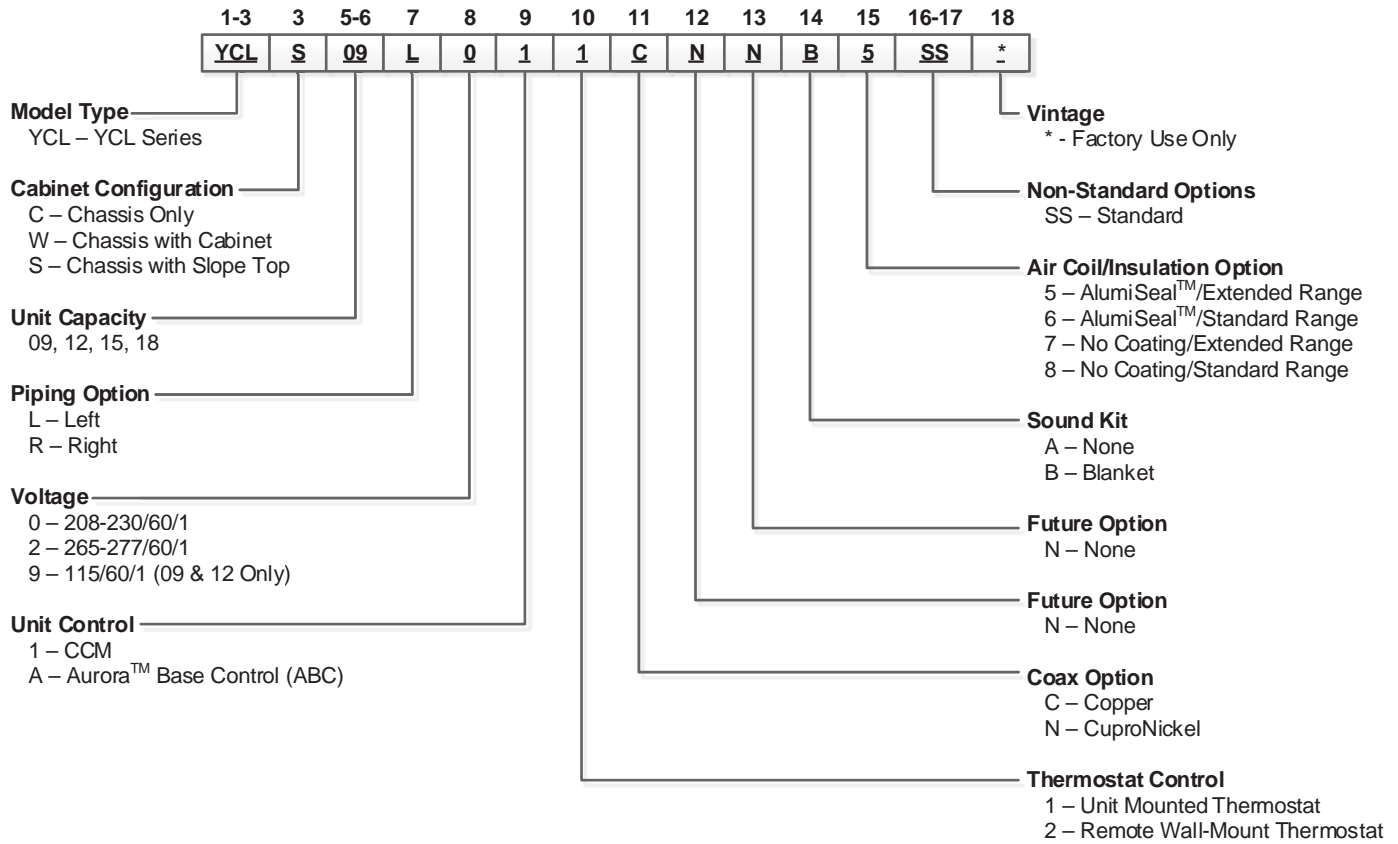 1-3 3 5-6 7 8 9 10 11 12 13 14 15 16-17 18
YCL S 09 L 0 1 1 C N N B 5 SS *
Model Type
YCL – YCL Series
Cabinet Configuration
C – Chassis Only
W – Chassis with Cabinet
S – Chassis with Slope Top
Unit Capacity
09, 12, 15, 18
Piping Option
L – Left
R – Right
Voltage
0 – 208-230/60/1
2 – 265-277/60/1
9 – 115/60/1 (09 & 12 Only)
Unit Control
1 – CCM
A – Aurora™ Base Control (ABC)
Vintage
* - Factory Use Only
Non-Standard Options
SS – Standard
Air Coil/Insulation Option
5 – AlumiSeal™/Extended Range
6 – AlumiSeal™/Standard Range
7 – No Coating/Extended Range
8 – No Coating/Standard Range
Sound Kit
A – None
B – Blanket
Future Option
N – None
Future Option
N – None
Coax Option
C – Copper
N – CuproNickel
Thermostat Control
1 – Unit Mounted Thermostat
2 – Remote Wall-Mount Thermostat